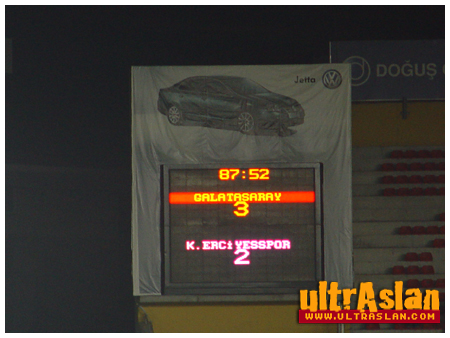 Jetta
DOĞUŞ
87:52
GALATASARAY
3
K.ERCİYESSPOR
2
ultrAslan
WWW.ULTRASLAN.COM